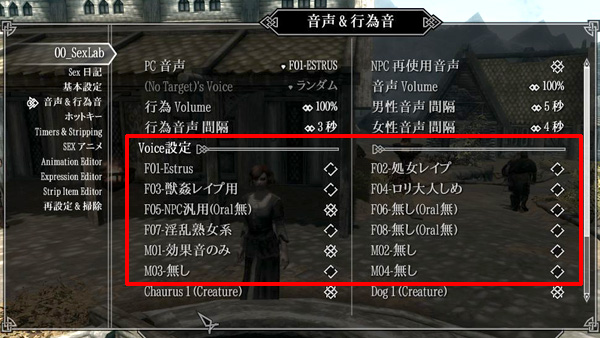 音声＆行為音
00_SexLab
Sex 日記
基本設定
音声＆行為音
ホットキー
Timers & Stripping
SEX アニメ
Animation Editor
Expression Editor
Strip Item Editor
再設定＆掃除
PC 音声 F01-ESTRUS
NPC 再使用音声
(No Target)'s Voice ランダム
音声 Volume 100%
行為 Volume 100%
男性音声 間隔 5 秒
行為音声 間隔 3 秒
女性音声 間隔 4 秒
Voice設定
F01-Estrus
F02-処女レイプ
F03-獣姦レイプ用
F04-ロリ大人しめ
F05-NPC汎用(Oral無)
F06-無し(Oral無)
F07-淫乱熟女系
F08-無し(Oral無)
M01-効果音のみ
M02-無し
M03-無し
M04-無し
Chaurus 1 (Creature)
Dog 1 (Creature)